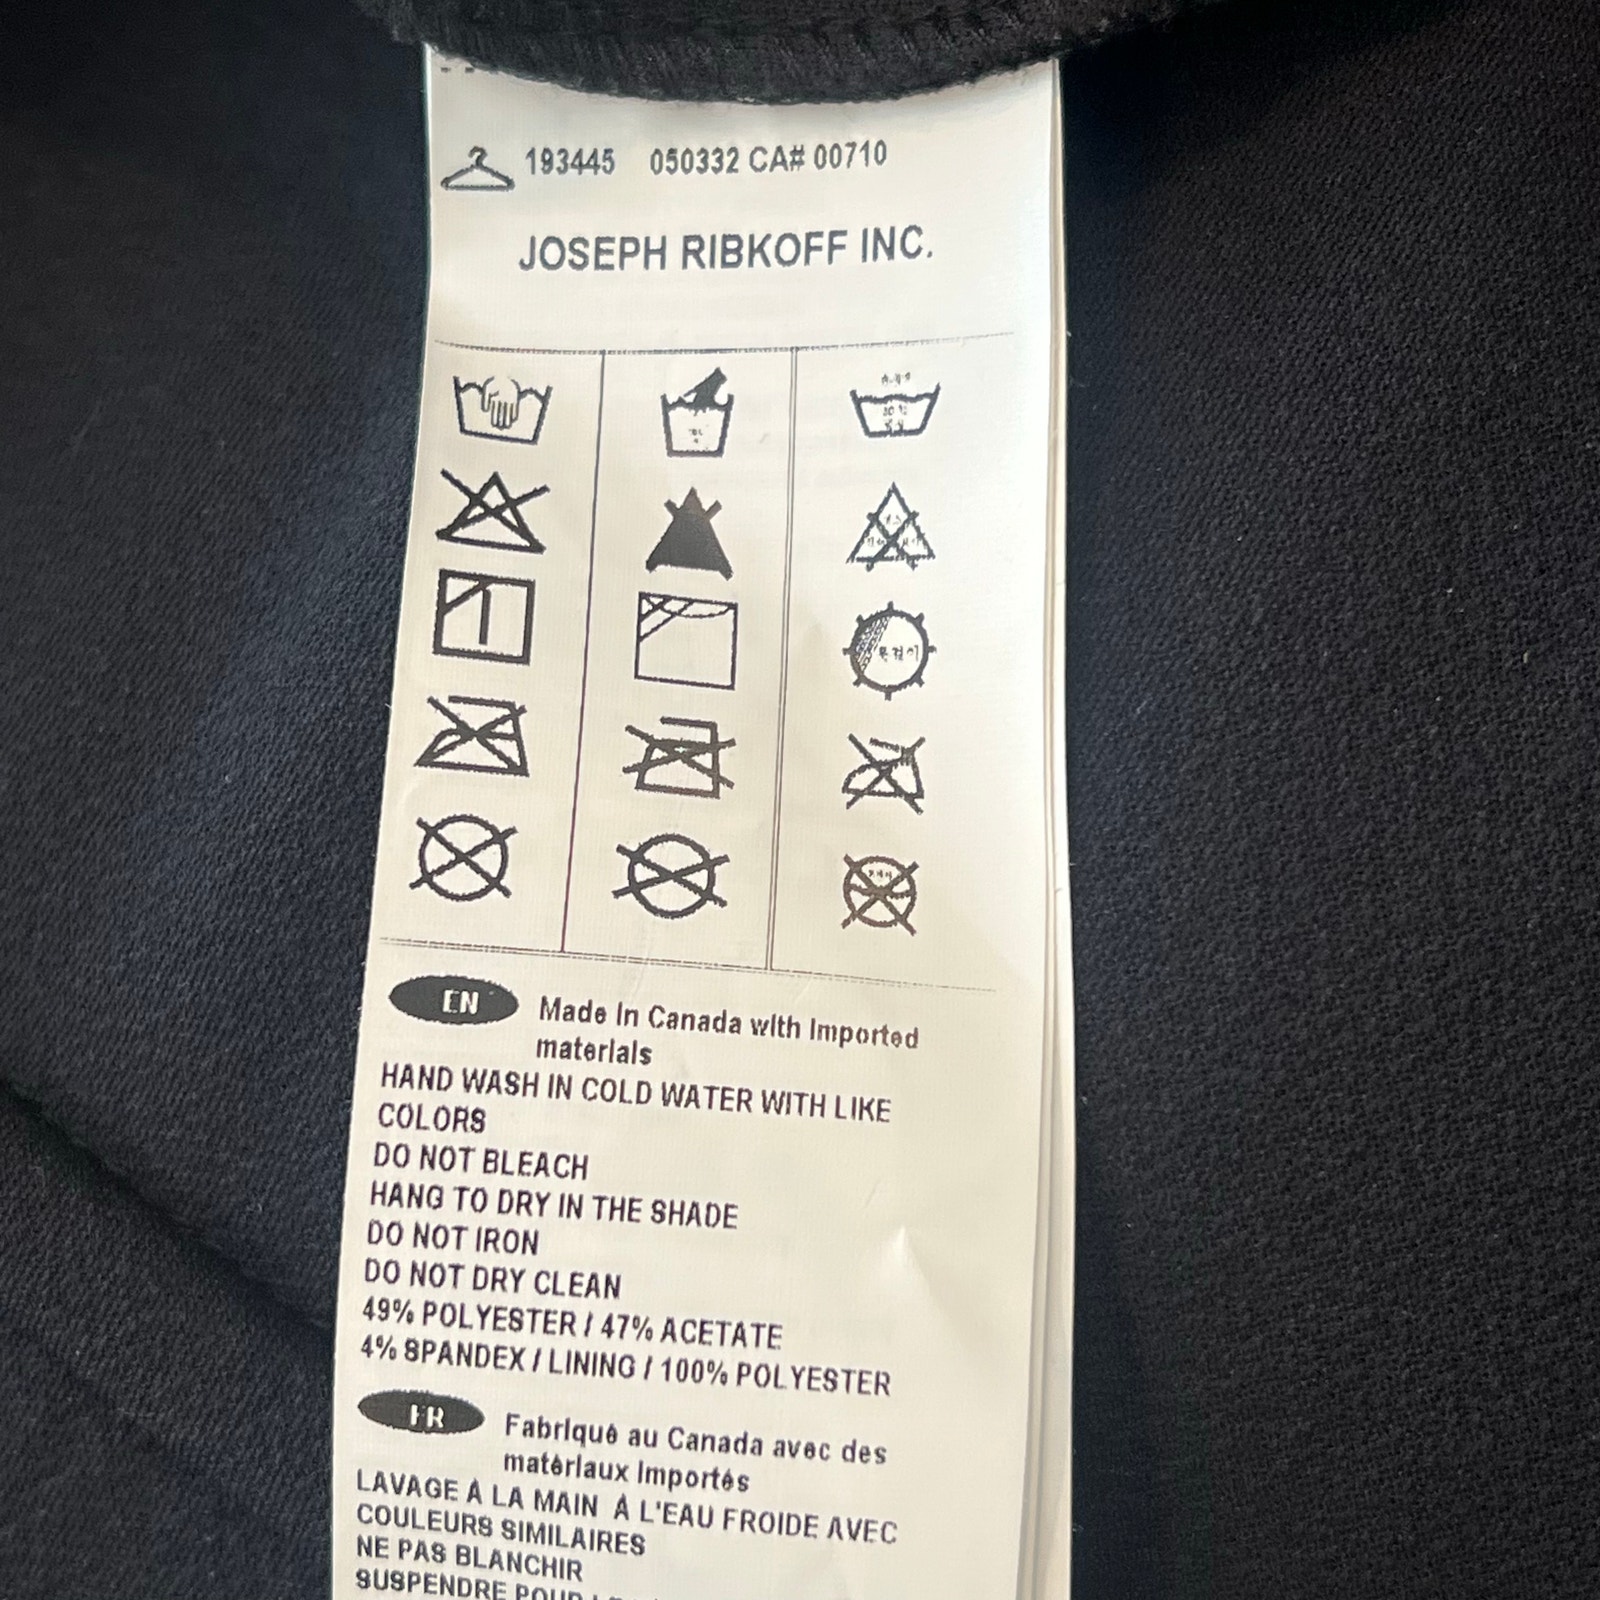 193445 050332 CA# 00710
JOSEPH RIBKOFF INC.
EN Made in Canada with imported
materials
HAND WASH IN COLD WATER WITH LIKE
COLORS
DO NOT BLEACH
HANG TO DRY IN THE SHADE
DO NOT IRON
DO NOT DRY CLEAN
49% POLYESTER / 47% ACETATE
4% SPANDEX / LINING / 100% POLYESTER
FR Fabriqué au Canada avec des
matériaux importés
LAVAGE À LA MAIN À L'EAU FROIDE AVEC
COULEURS SIMILAIRES
NE PAS BLANCHIR
SUSPENDRE POUR